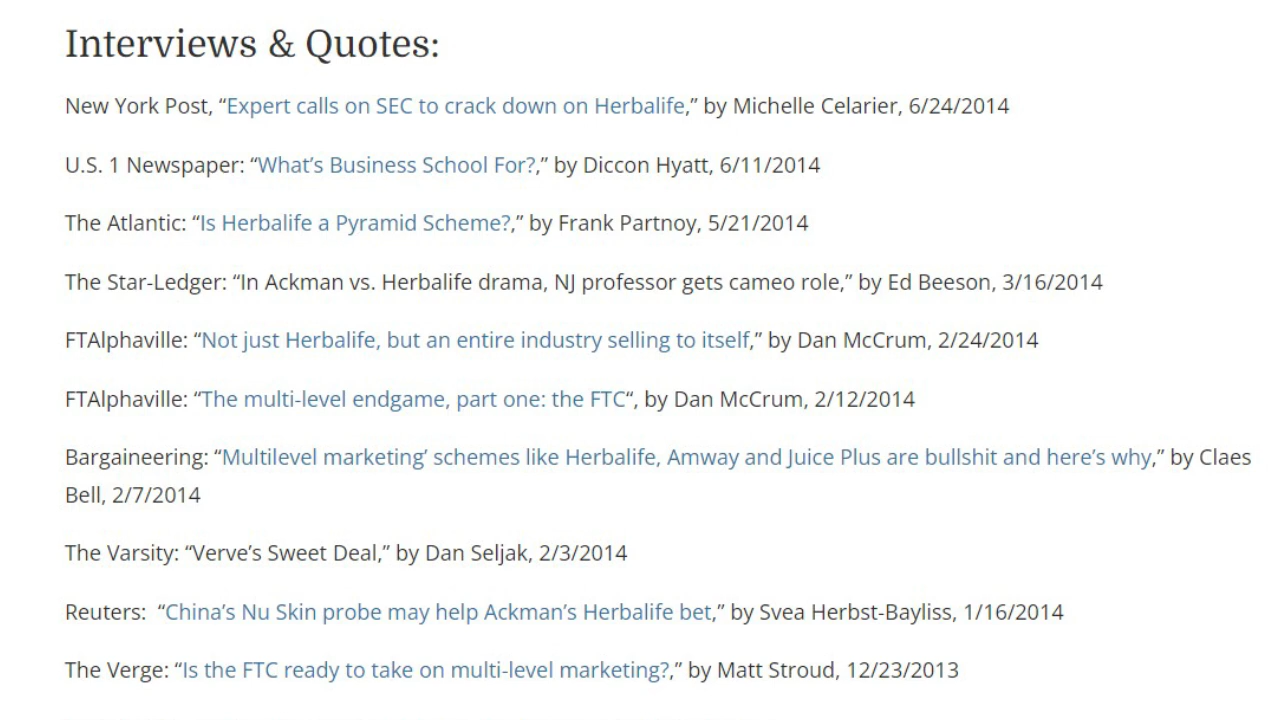 Interviews & Quotes:
New York Post, “Expert calls on SEC to crack down on Herbalife,” by Michelle Celarier, 6/24/2014
U.S. 1 Newspaper: “What’s Business School For?,” by Diccon Hyatt, 6/11/2014
The Atlantic: “Is Herbalife a Pyramid Scheme?,” by Frank Partnoy, 5/21/2014
The Star-Ledger: “In Ackman vs. Herbalife drama, NJ professor gets cameo role,” by Ed Beeson, 3/16/2014
FTAlphaville: “Not just Herbalife, but an entire industry selling to itself,” by Dan McCrum, 2/24/2014
FTAlphaville: “The multi-level endgame, part one: the FTC“, by Dan McCrum, 2/12/2014
Bargaineering: “Multilevel marketing’ schemes like Herbalife, Amway and Juice Plus are bullshit and here’s why,” by Claes
Bell, 2/7/2014
The Varsity: “Verve’s Sweet Deal,” by Dan Seljak, 2/3/2014
Reuters:  “China’s Nu Skin probe may help Ackman’s Herbalife bet,” by Svea Herbst-Bayliss, 1/16/2014
The Verge: “Is the FTC ready to take on multi-level marketing?,” by Matt Stroud, 12/23/2013